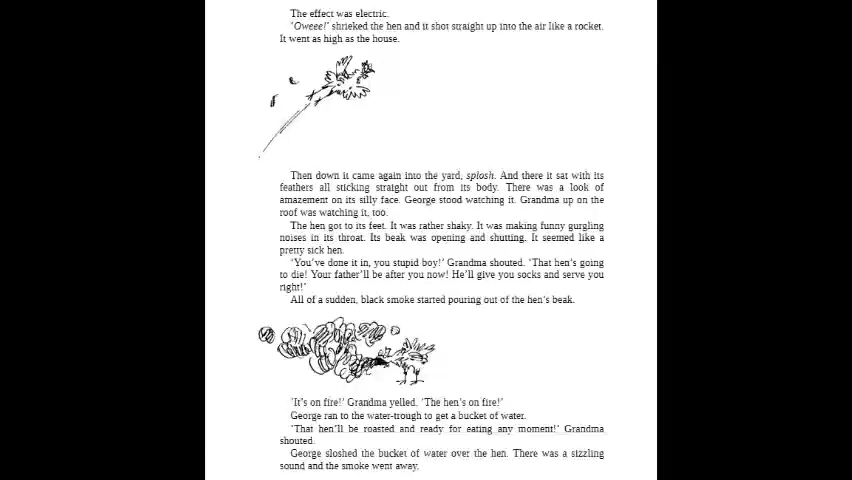 The effect was electric.
'Oweee!' shrieked the hen and it shot straight up into the air like a rocket.
It went as high as the house.
Then down it came again into the yard, splosh. And there it sat with its
feathers all sticking straight out from its body. There was a look of
amazement on its silly face. George stood watching it. Grandma up on the
roof was watching it, too.
The hen got to its feet. It was rather shaky. It was making funny gurgling
noises in its throat. Its beak was opening and shutting. It seemed like a
pretty sick hen.
'You've done it in, you stupid boy!' Grandma shouted. 'That hen's going
to die! Your father'll be after you now! He'll give you socks and serve you
right!'
All of a sudden, black smoke started pouring out of the hen's beak.
'It's on fire!' Grandma yelled. 'The hen's on fire!'
George ran to the water-trough to get a bucket of water.
'That hen'll be roasted and ready for eating any moment!' Grandma
shouted.
George sloshed the bucket of water over the hen. There was a sizzling
sound and the smoke went away.